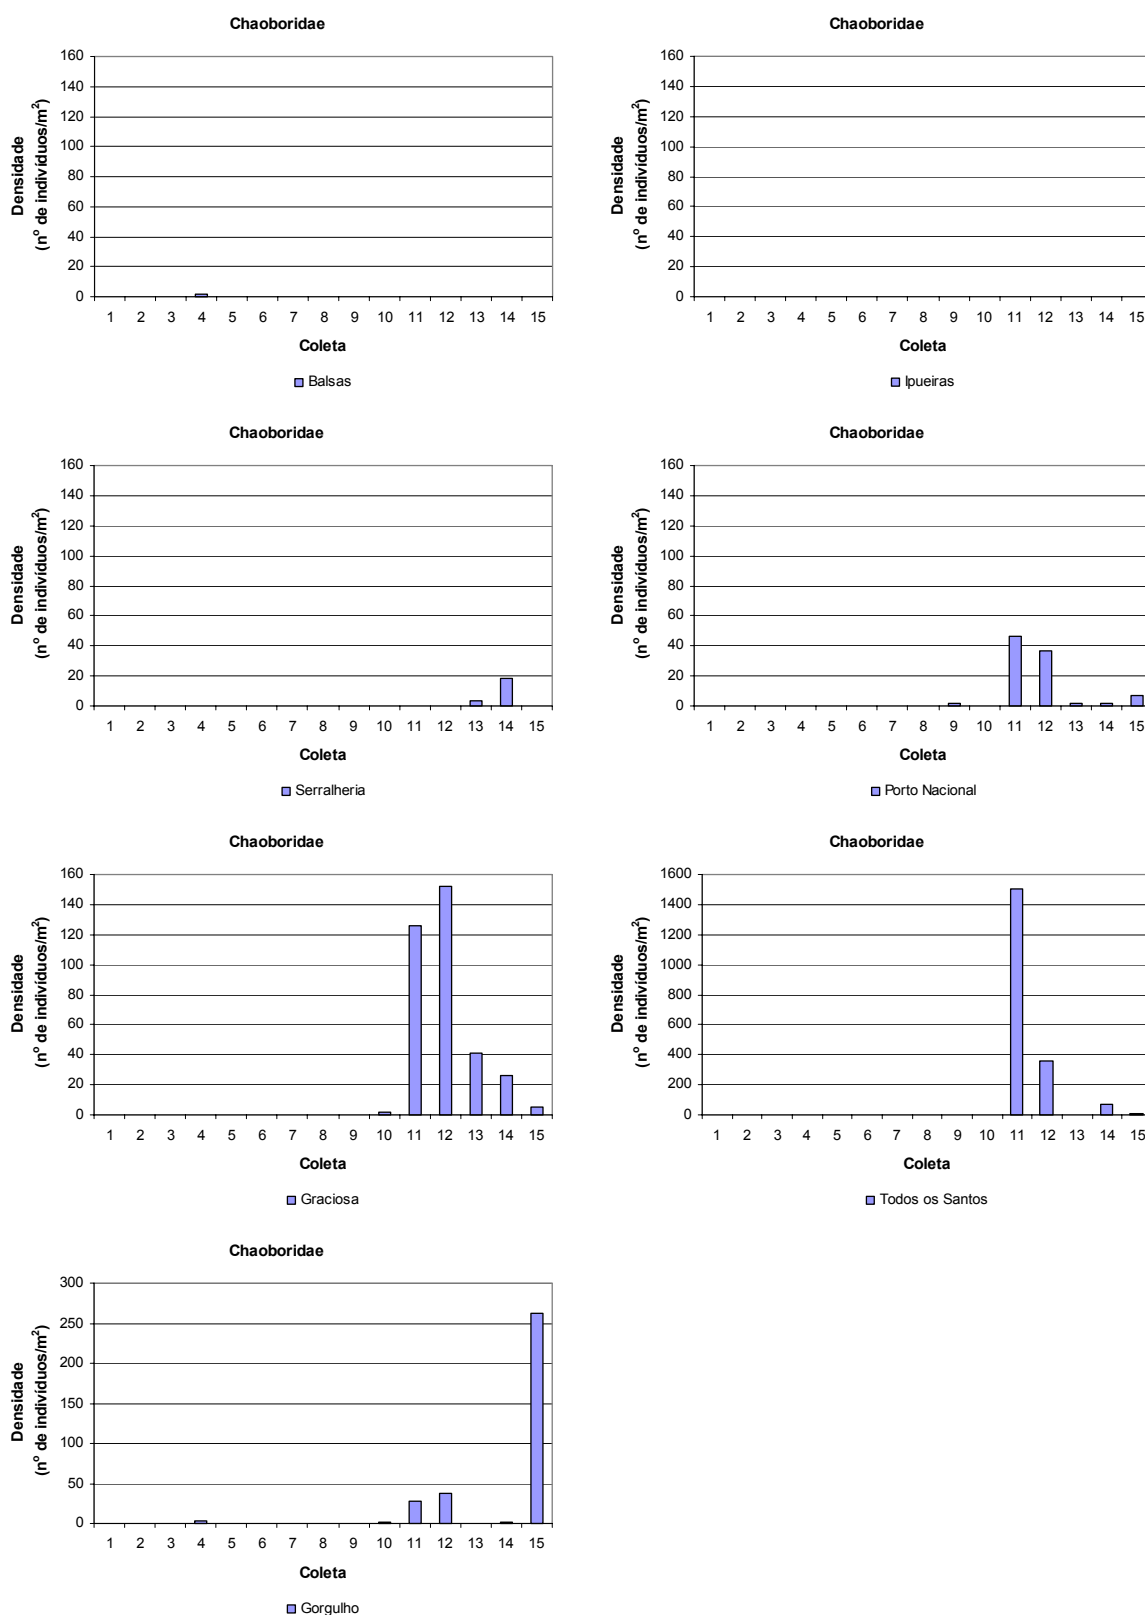 Chaoboridae
160
140
120
100
80
60
40
20
0
Densidade
(nº de indivíduos/m²)
1 2 3 4 5 6 7 8 9 10 11 12 13 14 15
Coleta
Balsas
Chaoboridae
160
140
120
100
80
60
40
20
0
Densidade
(nº de indivíduos/m²)
1 2 3 4 5 6 7 8 9 10 11 12 13 14 15
Coleta
Ipueiras
Chaoboridae
160
140
120
100
80
60
40
20
0
Densidade
(nº de indivíduos/m²)
1 2 3 4 5 6 7 8 9 10 11 12 13 14 15
Coleta
Serralheria
Chaoboridae
160
140
120
100
80
60
40
20
0
Densidade
(nº de indivíduos/m²)
1 2 3 4 5 6 7 8 9 10 11 12 13 14 15
Coleta
Porto Nacional
Chaoboridae
160
140
120
100
80
60
40
20
0
Densidade
(nº de indivíduos/m²)
1 2 3 4 5 6 7 8 9 10 11 12 13 14 15
Coleta
Graciosa
Chaoboridae
1600
1400
1200
1000
800
600
400
200
0
Densidade
(nº de indivíduos/m²)
1 2 3 4 5 6 7 8 9 10 11 12 13 14 15
Coleta
Todos os Santos
Chaoboridae
300
250
200
150
100
50
0
Densidade
(nº de indivíduos/m²)
1 2 3 4 5 6 7 8 9 10 11 12 13 14 15
Coleta
Gorgulho